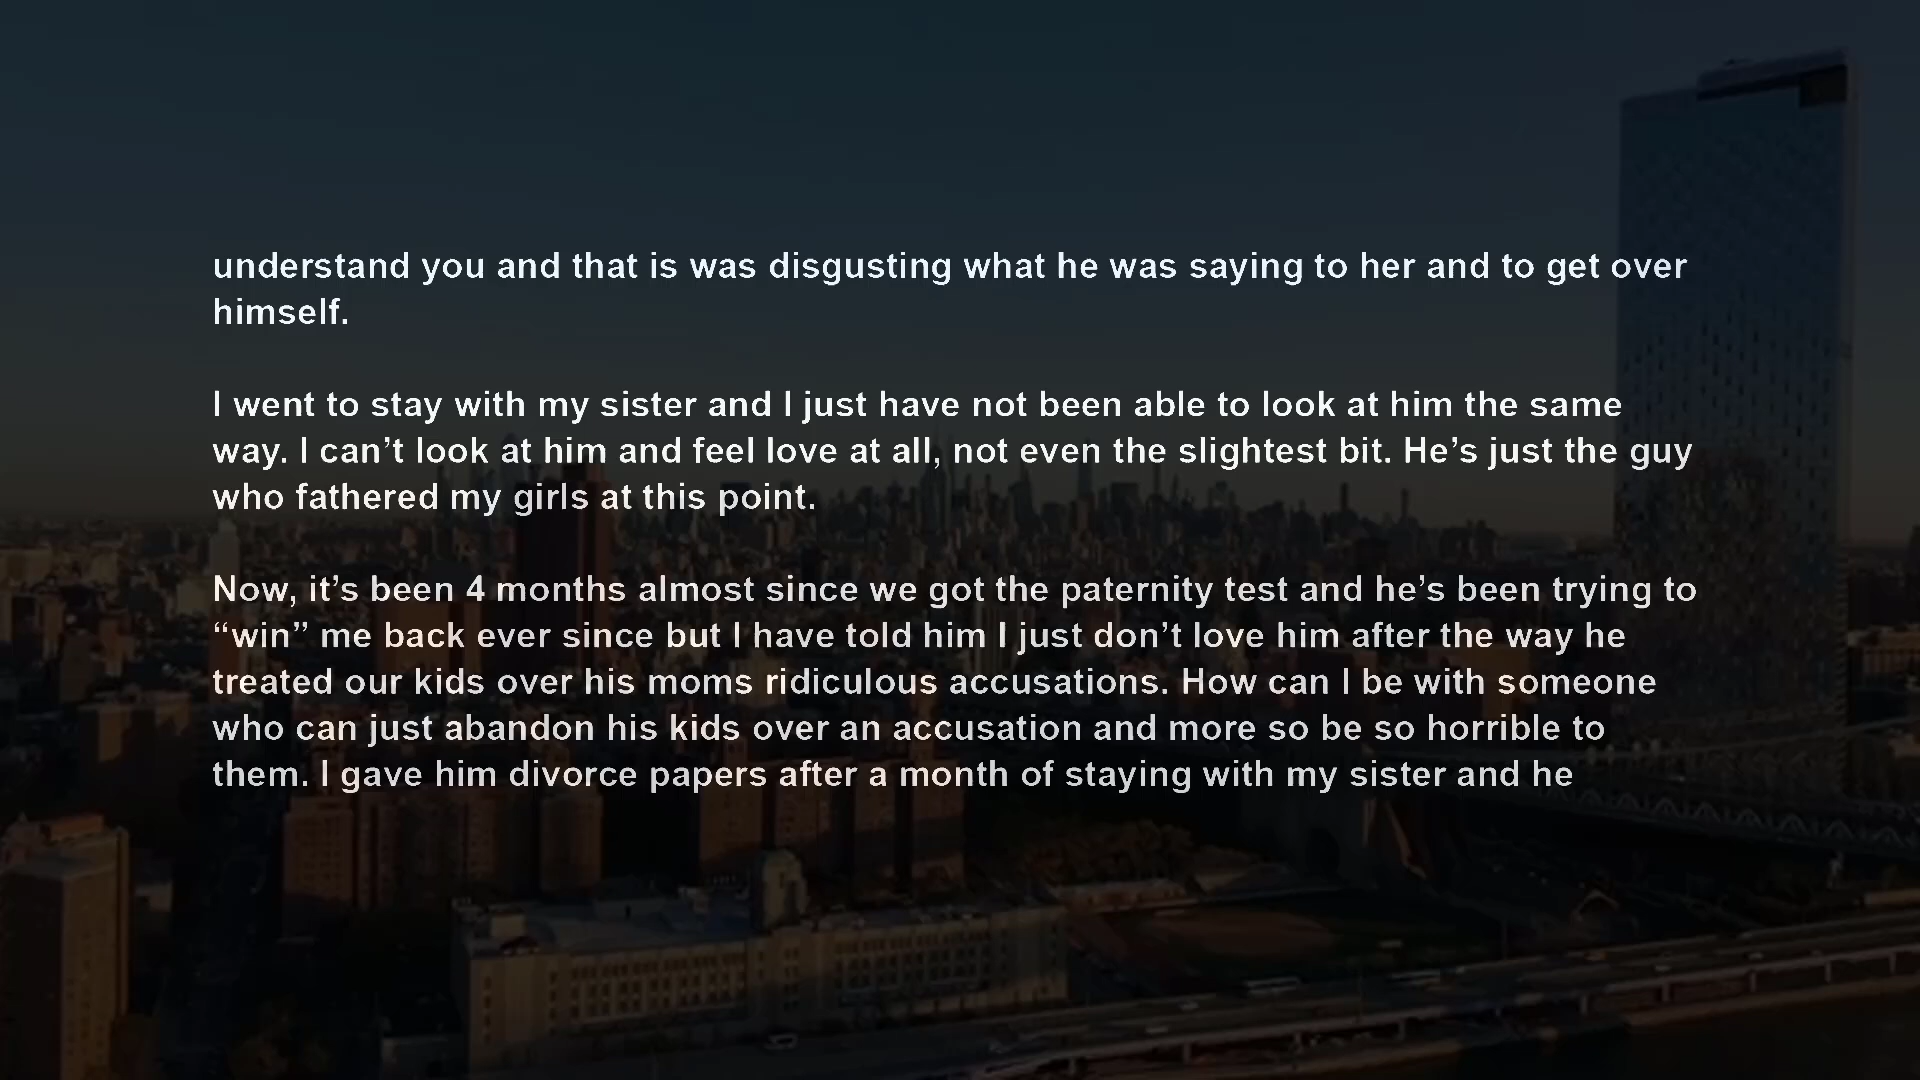 understand you and that is was disgusting what he was saying to her and to get over
himself.
I went to stay with my sister and I just have not been able to look at him the same
way. I can’t look at him and feel love at all, not even the slightest bit. He’s just the guy
who fathered my girls at this point.
Now, it’s been 4 months almost since we got the paternity test and he’s been trying to
“win” me back ever since but I have told him I just don’t love him after the way he
treated our kids over his moms ridiculous accusations. How can I be with someone
who can just abandon his kids over an accusation and more so be so horrible to
them. I gave him divorce papers after a month of staying with my sister and he